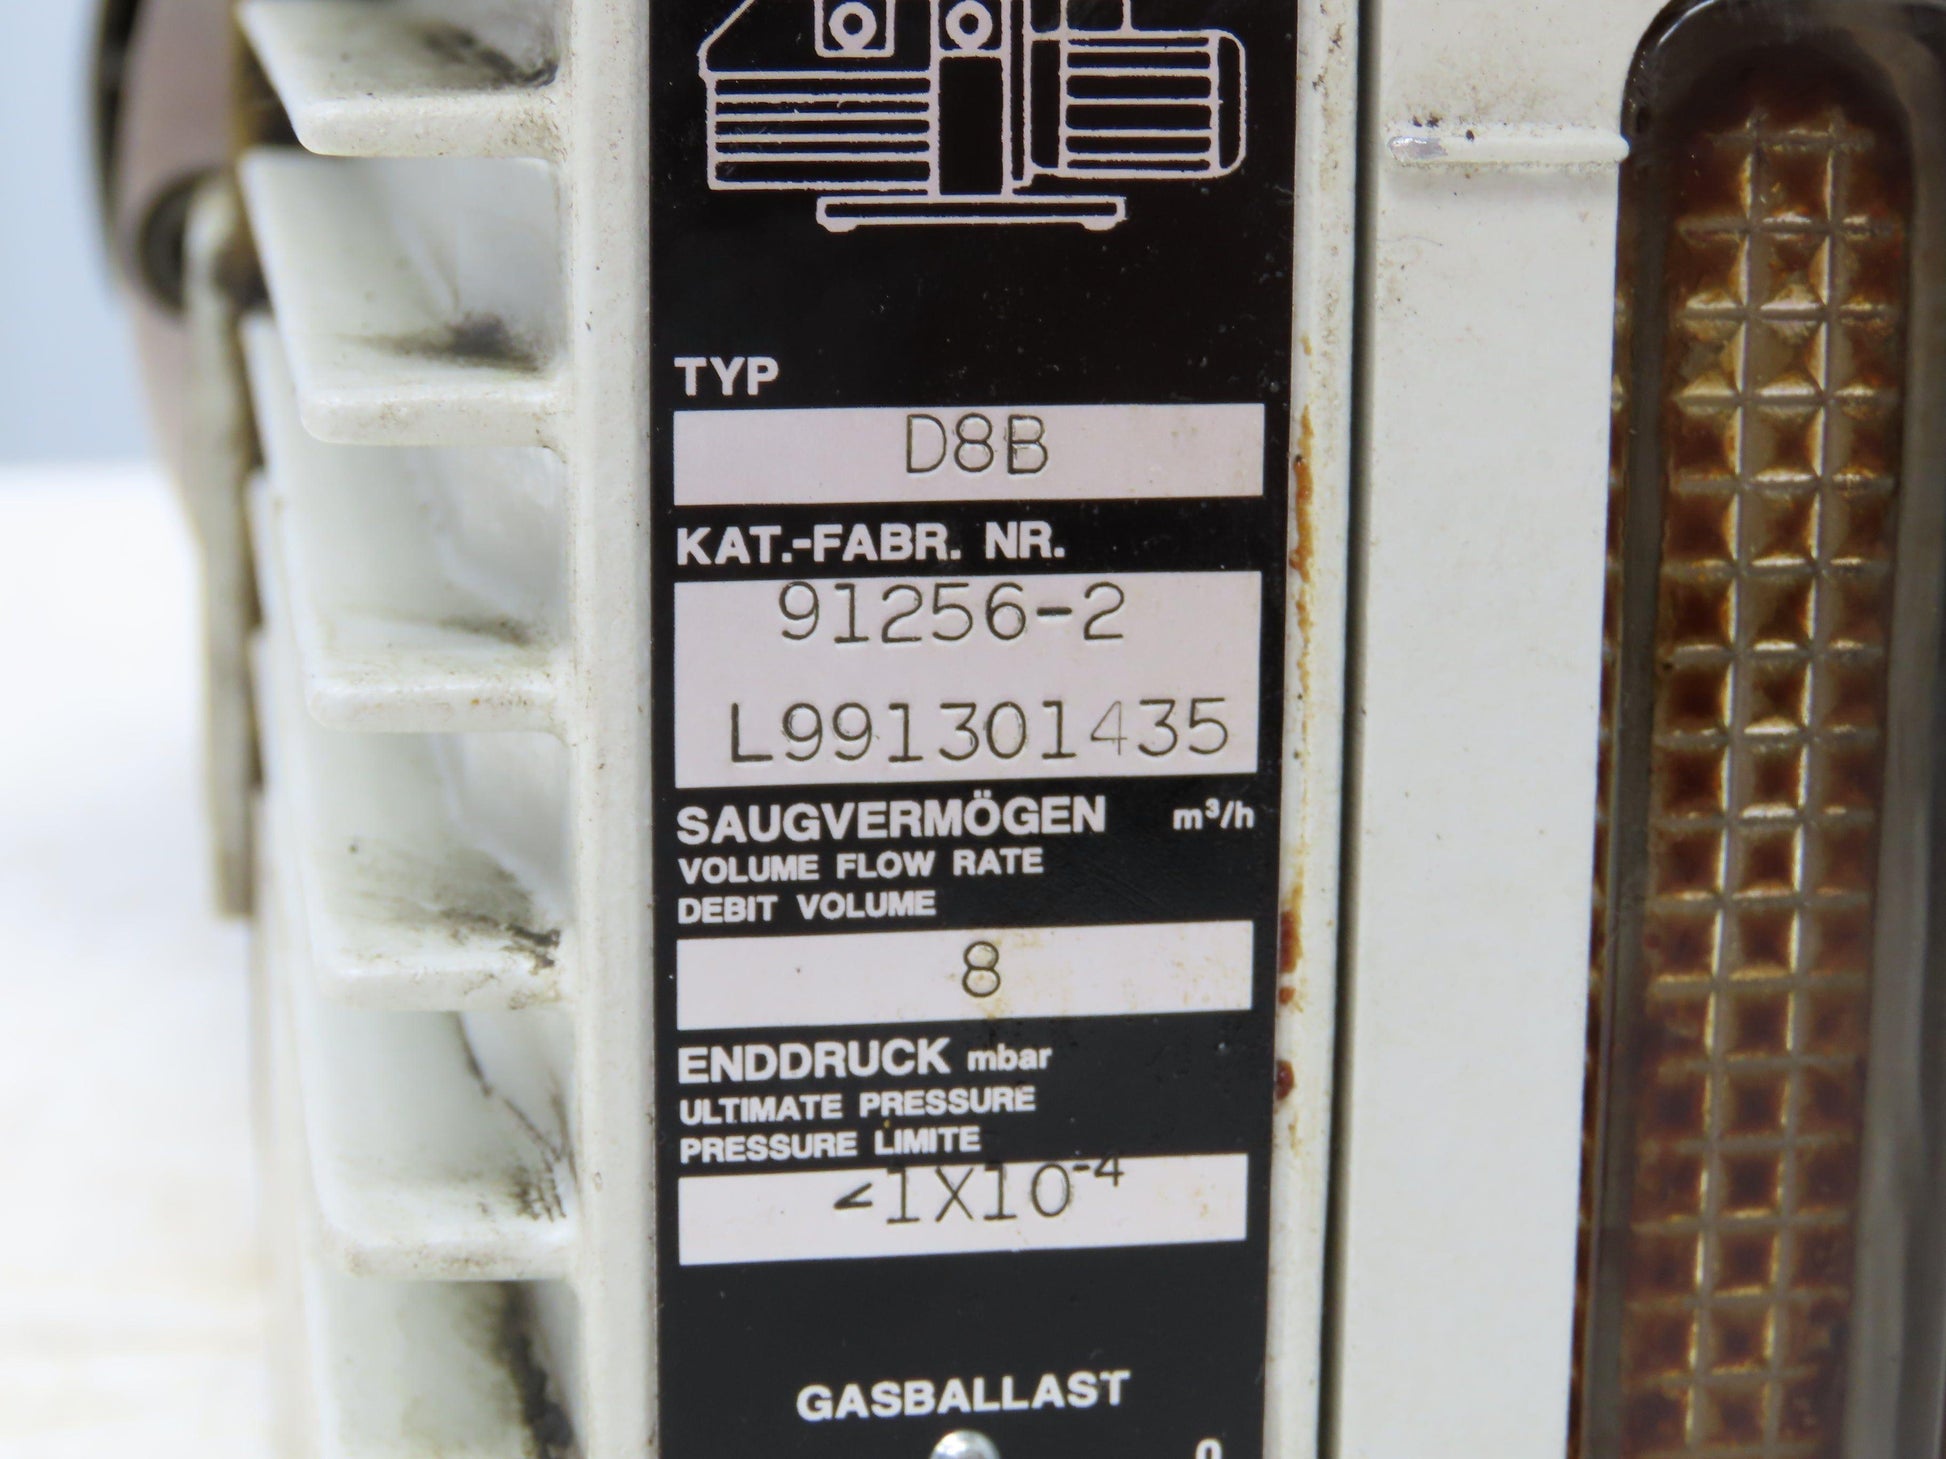 TYP
D8B
KAT.-FABR. NR.
91256-2
L991301435
SAUGVERMÖGEN m³/h
VOLUME FLOW RATE
DEBIT VOLUME
8
ENDDRUCK mbar
ULTIMATE PRESSURE
PRESSURE LIMITE
<1X10⁻⁴
GASBALLAST